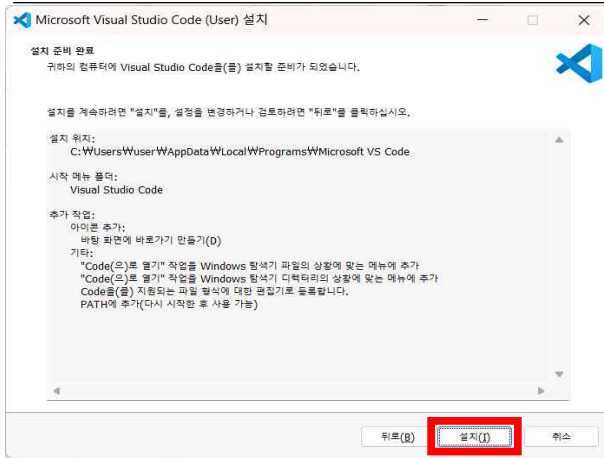 Microsoft Visual Studio Code (User) 설치
설치 준비 완료
귀하의 컴퓨터에 Visual Studio Code을(를) 설치할 준비가 되었습니다.
설치를 계속하려면 "설치"를, 설정을 변경하거나 검토하려면 "뒤로"를 클릭하십시오.
설치 위치:
C:₩Users₩user₩AppData₩Local₩Programs₩Microsoft VS Code
시작 메뉴 폴더:
Visual Studio Code
추가 작업:
아이콘 추가:
바탕 화면에 바로가기 만들기(D)
기타:
"Code(으)로 열기" 작업을 Windows 탐색기 파일의 상황에 맞는 메뉴에 추가
"Code(으)로 열기" 작업을 Windows 탐색기 디렉터리의 상황에 맞는 메뉴에 추가
Code을(를) 지원되는 파일 형식에 대한 편집기로 등록합니다.
PATH에 추가(다시 시작한 후 사용 가능)
뒤로(B) 설치(I) 취소